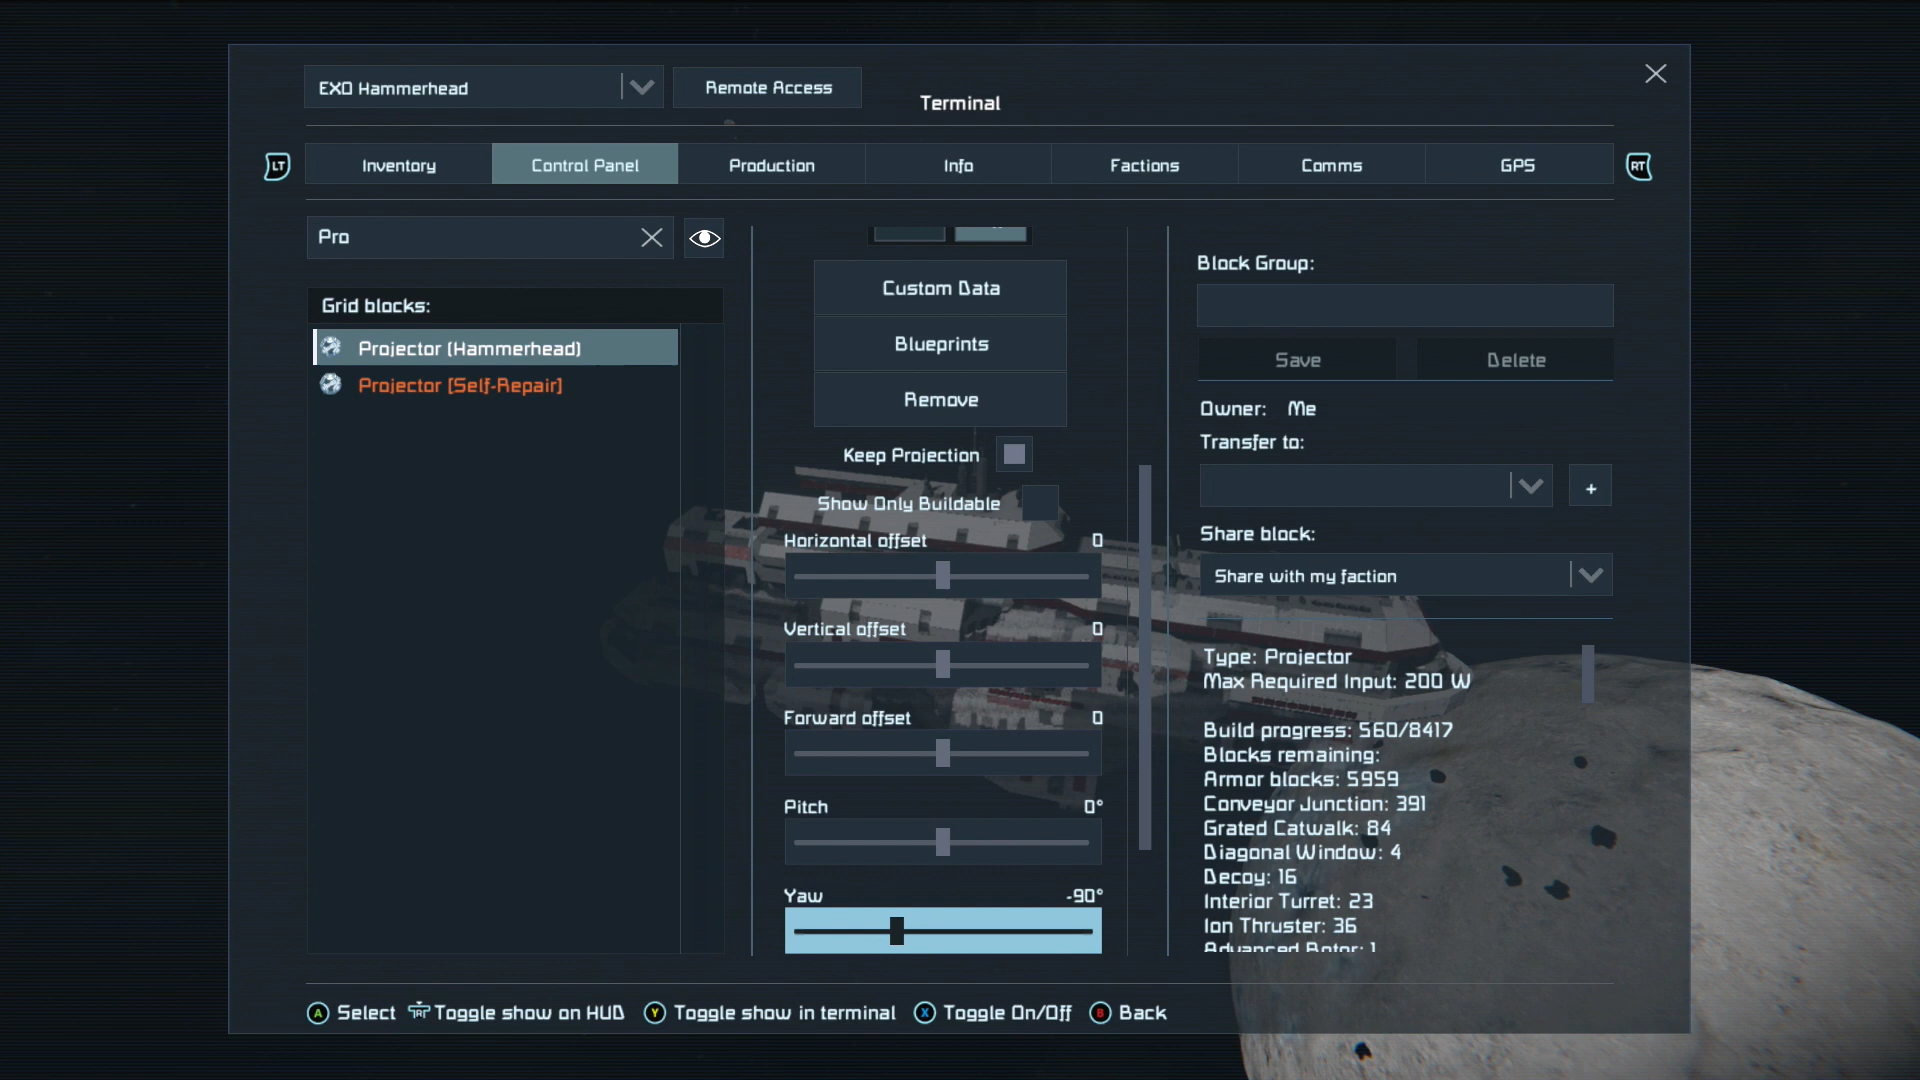 EXO Hammerhead
Remote Access
Terminal
LT
Inventory
Control Panel
Production
Info
Factions
Comms
GPS
RT
Pro
Grid blocks:
Projector (Hammerhead)
Projector [Self-Repair]
Custom Data
Blueprints
Remove
Keep Projection
Show Only Buildable
Horizontal offset 0
Vertical offset 0
Forward offset 0
Pitch 0°
Yaw -90°
Block Group:
Save
Delete
Owner: Me
Transfer to:
+
Share block:
Share with my faction
Type: Projector
Max Required Input: 200 W
Build progress: 560/8417
Blocks remaining:
Armor blocks: 5959
Conveyor Junction: 391
Grated Catwalk: 84
Diagonal Window: 4
Decoy: 16
Interior Turret: 23
Ion Thruster: 36
Advanced Rotor: 1
A Select
Toggle show on HUD
Y Toggle show in terminal
X Toggle On/Off
B Back